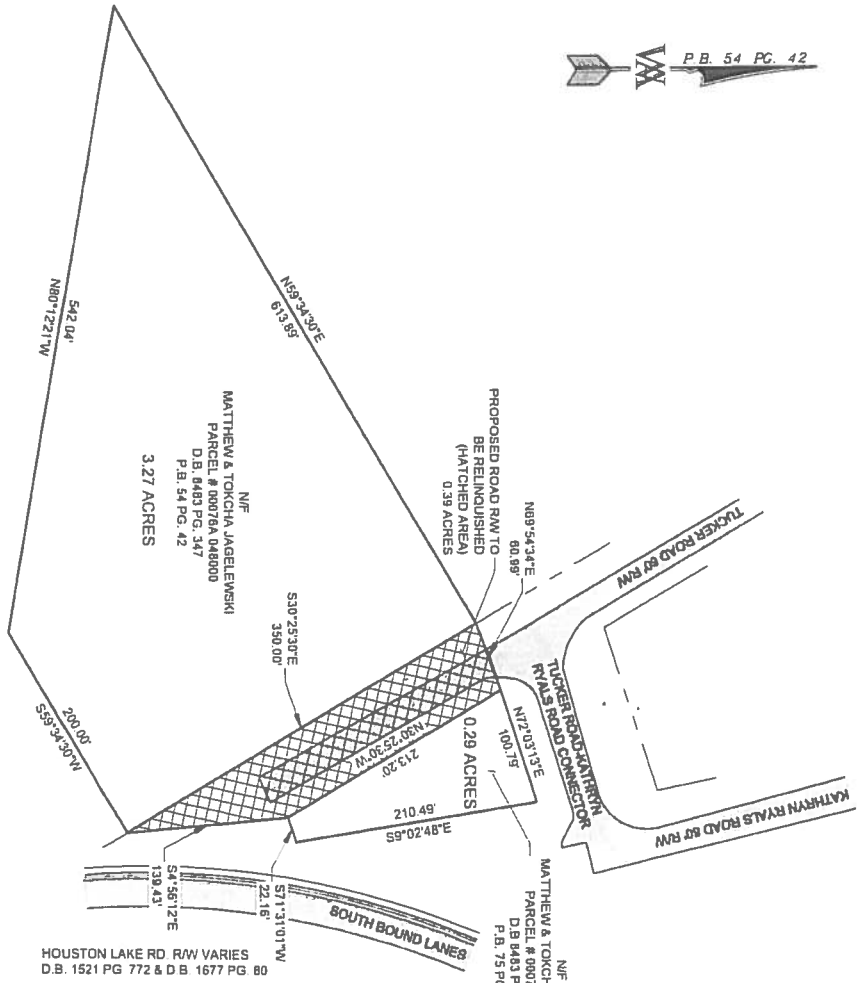 P.B. 54 PG. 42
N59°34'30"E
613.89'
542.04'
N80°12'21"W
N/F
MATTHEW & TOKCHA JAGELEWSKI
PARCEL # 00076A 048000
D.B. 8483 PG. 347
P.B. 54 PG. 42
3.27 ACRES
PROPOSED ROAD R/W TO
BE RELINQUISHED
(HATCHED AREA)
0.39 ACRES
N69°54'34"E
60.99'
TUCKER ROAD 60' R/W
TUCKER ROAD-KATHRYN
RYALS ROAD CONNECTOR
KATHRYN RYALS ROAD 60' R/W
S30°25'30"E
350.00'
N30°25'30"W
213.20'
0.29 ACRES
N72°03'13"E
100.79'
210.49'
S9°02'48"E
N/F
MATTHEW & TOKCH
PARCEL # 0007
D.B 8483 P
P.B. 75 PG
200.00'
S59°34'30"W
S4°56'12"E
139.43'
S71°31'01"W
22.16'
SOUTH BOUND LANES
HOUSTON LAKE RD. R/W VARIES
D.B. 1521 PG 772 & D.B. 1677 PG. 80